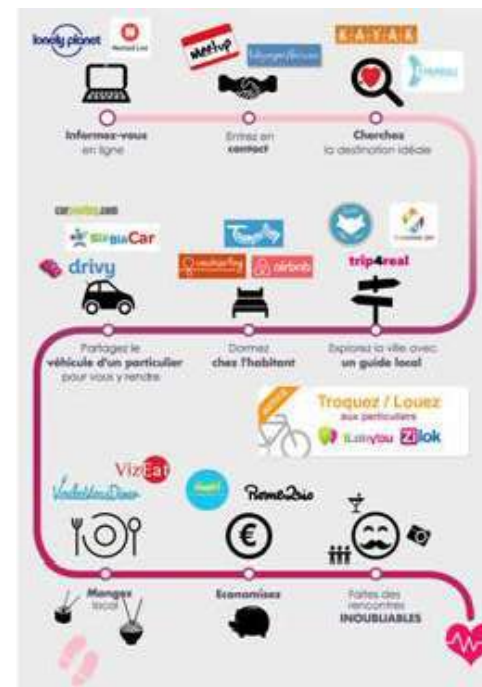 lonely planet
meetup
KAYAK
Informez-vous
en ligne
Entrez en
contact
Cherchez
la destination idéale
BlaBlaCar
drivy
airbnb
trip4real
Partagez le
véhicule d'un particulier
pour vous y rendre
Dormez
chez l'habitant
Explorez la ville avec
un guide local
Troquez / Louez
aux particuliers
Zilok
VizEat
VoulezVousDîner
Rome2rio
€
Mangez
local
Economisez
Faites des
rencontres
INOUBLIABLES